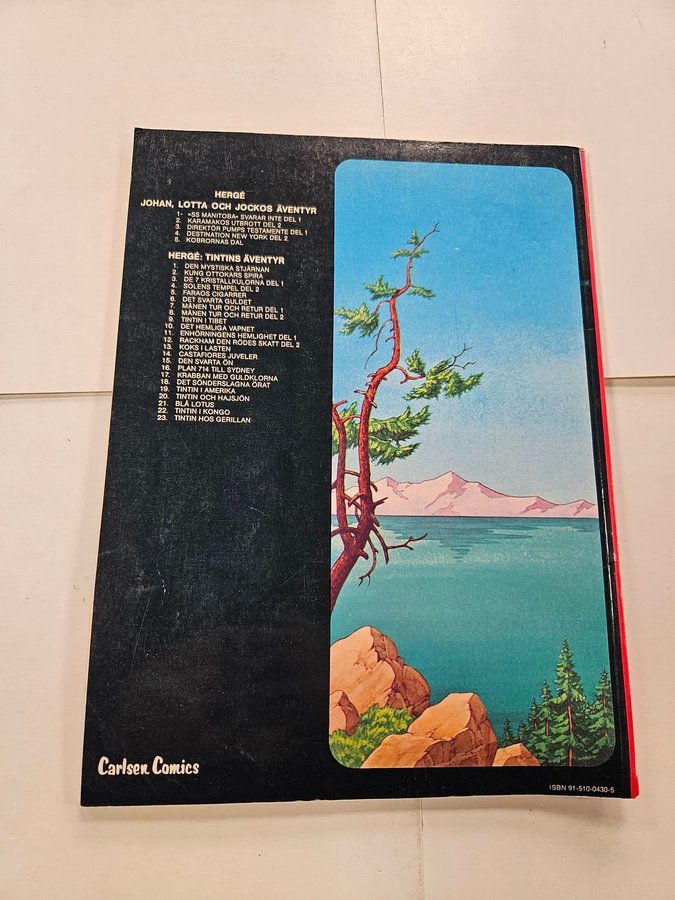 HERGÉ
JOHAN, LOTTA OCH JOCKOS ÄVENTYR
1. »SS MANITOBA» SVARAR INTE DEL 1
2. KARAMAKOS UTBROTT DEL 2
3. DIREKTÖR PUMPS TESTAMENTE DEL 1
4. DESTINATION NEW YORK DEL 2
5. KOBRORNAS DAL
HERGÉ: TINTINS ÄVENTYR
1. DEN MYSTISKA STJÄRNAN
2. KUNG OTTOKARS SPIRA
3. DE 7 KRISTALLKULORNA DEL 1
4. SOLENS TEMPEL DEL 2
5. FARAOS CIGARRER
6. DET SVARTA GULDET
7. MÅNEN TUR OCH RETUR DEL 1
8. MÅNEN TUR OCH RETUR DEL 2
9. TINTIN I TIBET
10. DET HEMLIGA VAPNET
11. ENHÖRNINGENS HEMLIGHET DEL 1
12. RACKHAM DEN RÖDES SKATT DEL 2
13. KOKS I LASTEN
14. CASTAFIORES JUVELER
15. DEN SVARTA ÖN
16. PLAN 714 TILL SYDNEY
17. KRABBAN MED GULDKLORNA
18. DET SÖNDERSLAGNA ÖRAT
19. TINTIN I AMERIKA
20. TINTIN OCH HAJSJÖN
21. BLÅ LOTUS
22. TINTIN I KONGO
23. TINTIN HOS GERILLAN
Carlsen Comics
ISBN 91-510-0430-5